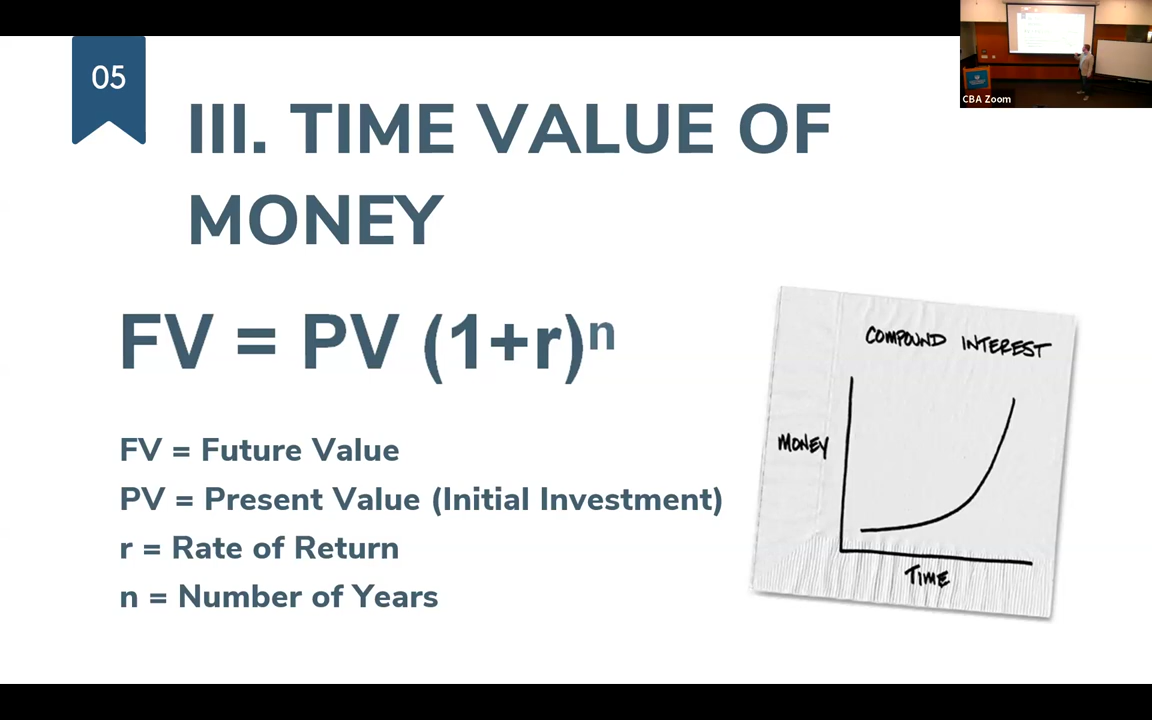 05
CBA Zoom
III. TIME VALUE OF
MONEY
FV = PV (1+r)ⁿ
FV = Future Value
PV = Present Value (Initial Investment)
r = Rate of Return
n = Number of Years
COMPOUND INTEREST
MONEY
TIME